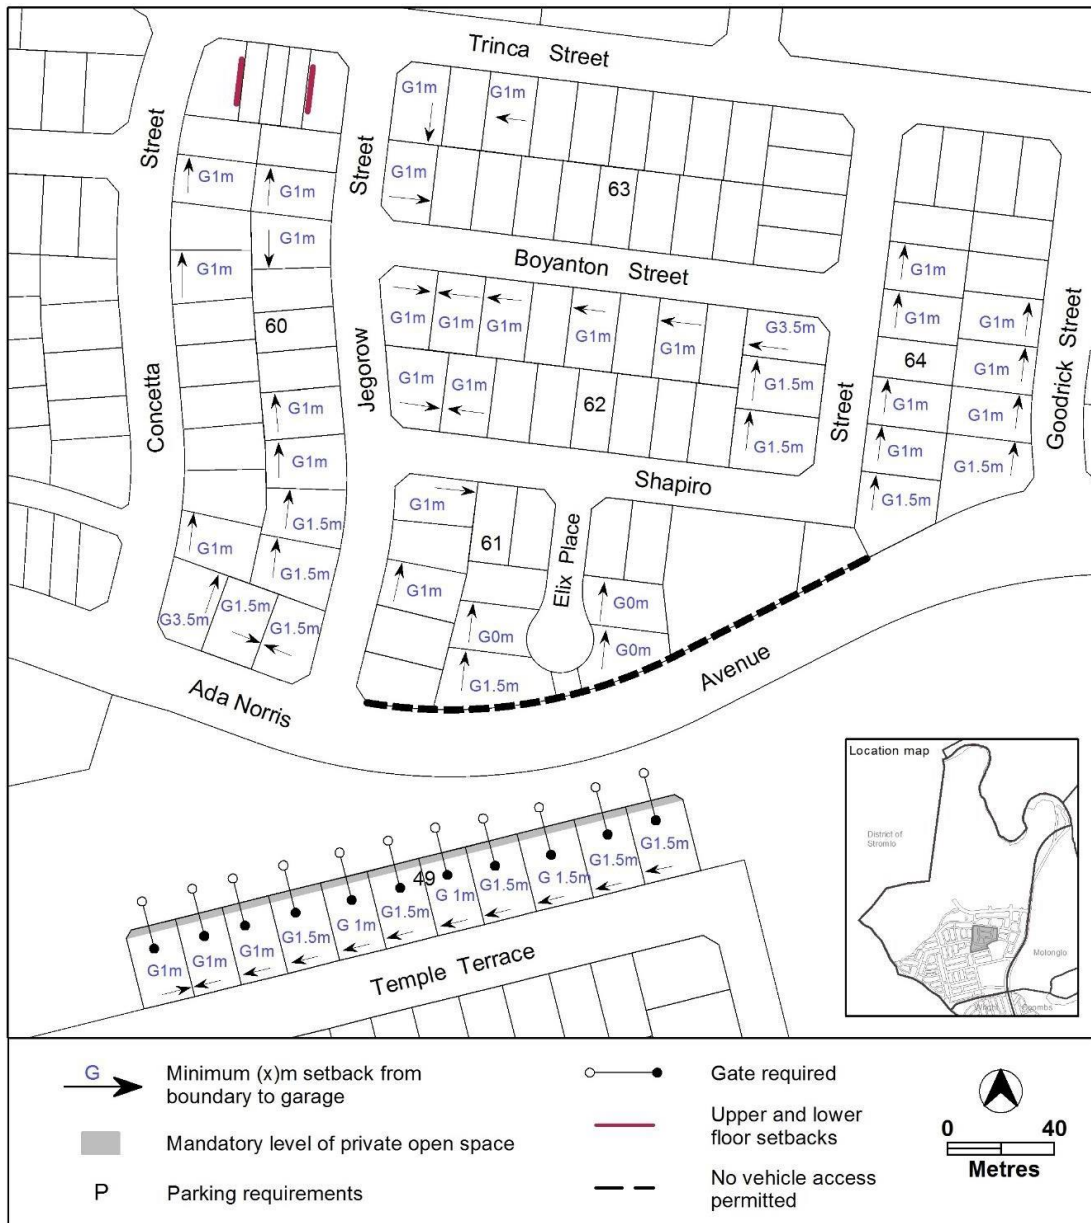 Trinca Street
G1m
G1m
Street
Street
G1m
G1m
G1m
63
G1m
G1m
Boyanton Street
G1m
G1m
60
G1m
G1m
G1m
G1m
G1m
G3.5m
G1m
G1m
64
Goodrick Street
Concetta
Jegorow
G1m
G1m
62
G1.5m
G1m
G1m
G1m
G1m
G1.5m
Street
G1m
G1m
G1.5m
Shapiro
G1.5m
G1m
G1.5m
G1m
61
Elix Place
G1.5m
G1m
G0m
G3.5m
G1.5m
G1.5m
G0m
G0m
G1.5m
Ada Norris
Avenue
49
G1m
G1m
G1m
G1.5m
G 1m
G1.5m
G 1m
G1.5m
G 1.5m
G1.5m
G1.5m
Temple Terrace
Location map
District of
Stromlo
Molonglo
Coombs
G
Minimum (x)m setback from
boundary to garage
Mandatory level of private open space
P
Parking requirements
Gate required
Upper and lower
floor setbacks
No vehicle access
permitted
0 40
Metres